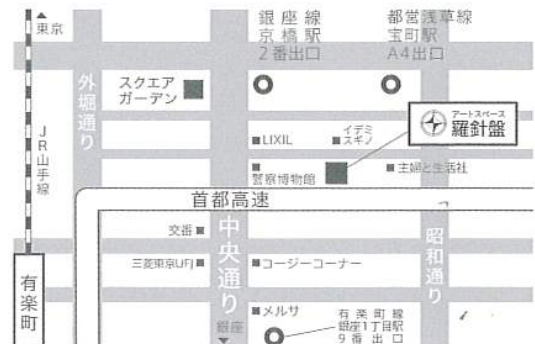 ▲
東京
銀座線
京橋駅
2番出口
都営浅草線
宝町駅
A4出口
外堀通り
スクエア
ガーデン
アートスペース
羅針盤
JR山手線
LIXIL
イデミ
スギノ
警察博物館
主婦と生活社
首都高速
交番
中央通り
昭和通り
三菱東京UFJ
コージーコーナー
有楽町
メルサ
有楽町線
銀座1丁目駅
9番出口
銀座
▼